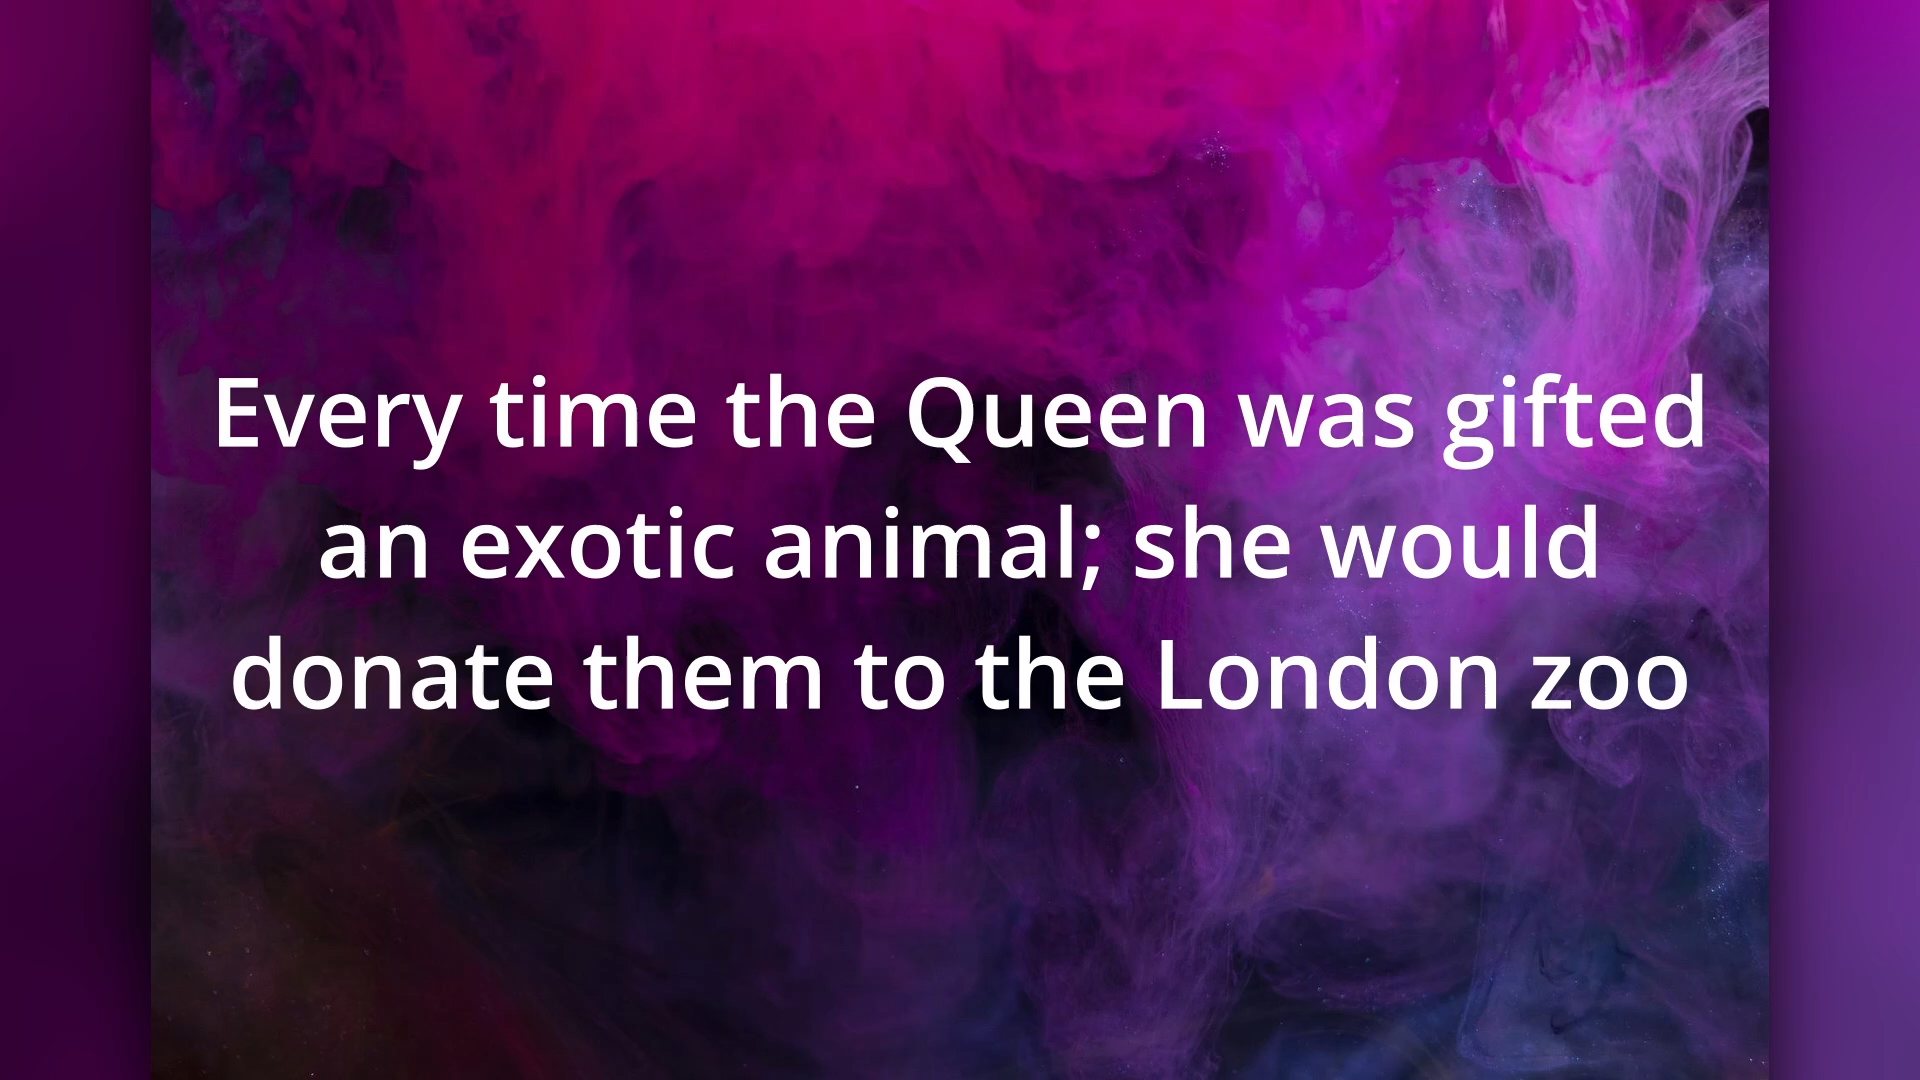 Every time the Queen was gifted
an exotic animal; she would
donate them to the London zoo